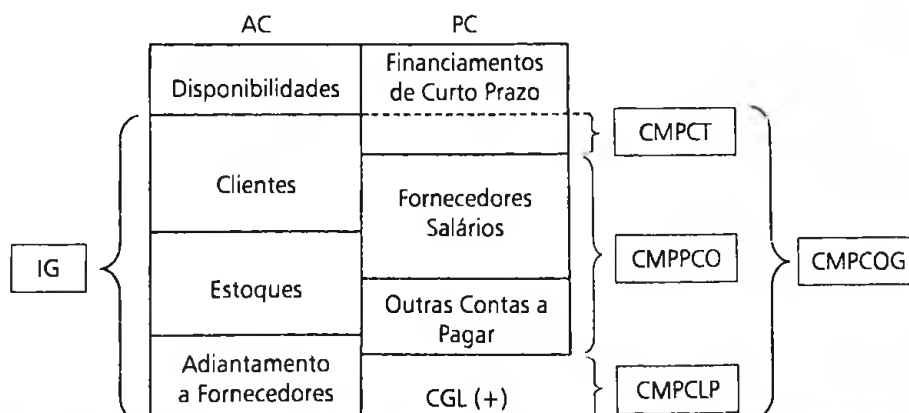 AC
PC
Disponibilidades
Financiamentos
de Curto Prazo
CMPCT
Clientes
Fornecedores
Salários
IG
CMPPCO
CMPCOG
Estoques
Outras Contas a
Pagar
Adiantamento
a Fornecedores
CGL (+)
CMPCLP